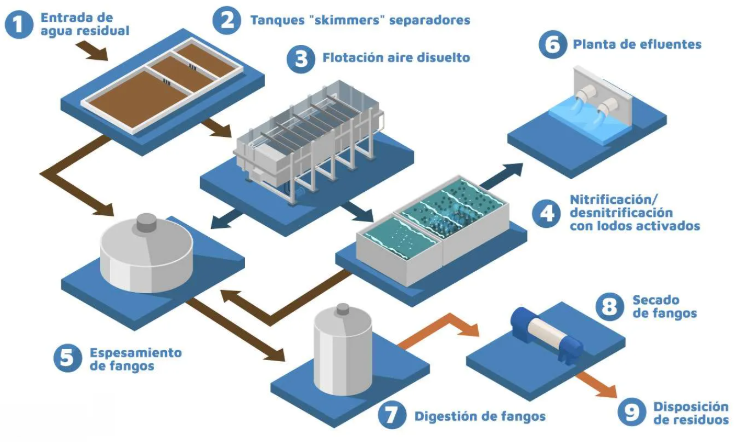 1 Entrada de
agua residual
2 Tanques "skimmers" separadores
3 Flotación aire disuelto
6 Planta de efluentes
4 Nitrificación/
desnitrificación
con lodos activados
5 Espesamiento
de fangos
8 Secado
de fangos
7 Digestión de fangos
9 Disposición
de residuos